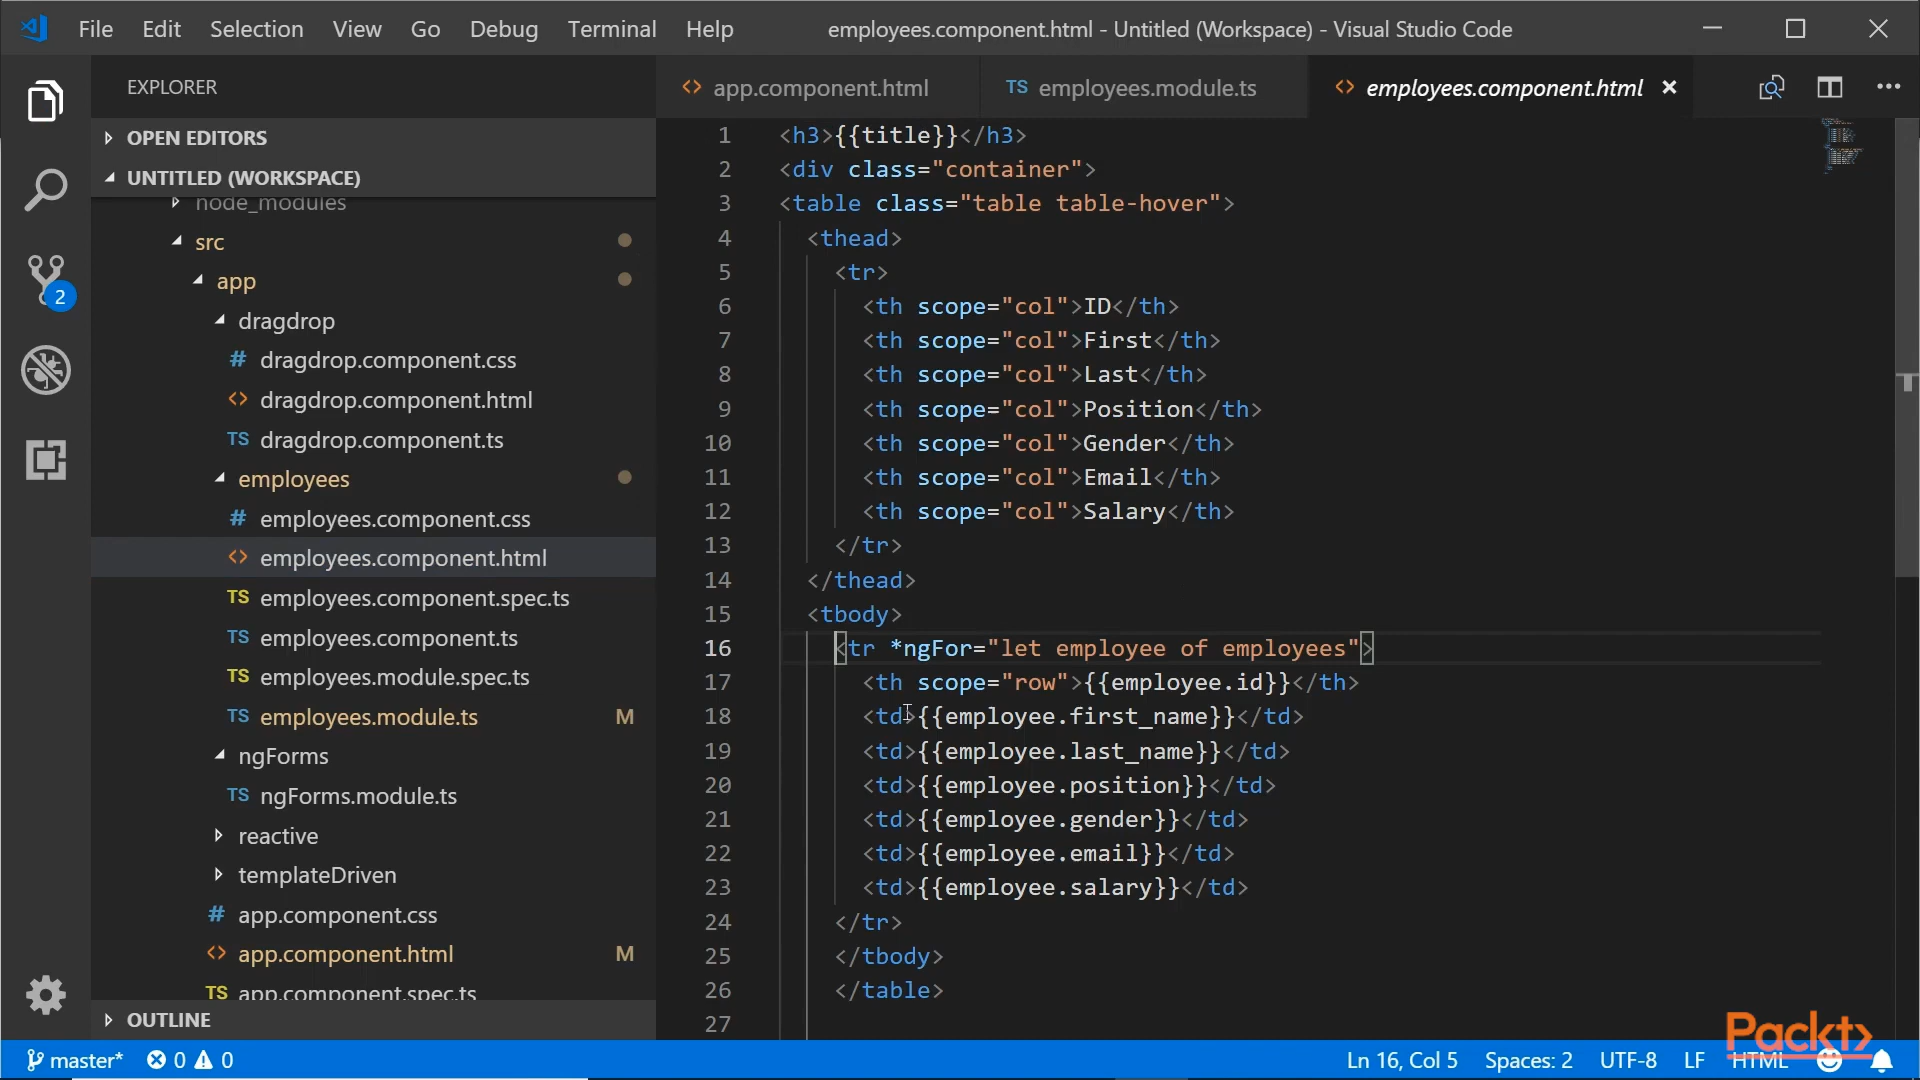 File Edit Selection View Go Debug Terminal Help employees.component.html - Untitled (Workspace) - Visual Studio Code
EXPLORER
OPEN EDITORS
UNTITLED (WORKSPACE)
node_modules
src
app
dragdrop
# dragdrop.component.css
<> dragdrop.component.html
TS dragdrop.component.ts
employees
# employees.component.css
<> employees.component.html
TS employees.component.spec.ts
TS employees.component.ts
TS employees.module.spec.ts
TS employees.module.ts M
ngForms
TS ngForms.module.ts
reactive
templateDriven
# app.component.css
<> app.component.html M
TS app.component.spec.ts
OUTLINE
2
<> app.component.html TS employees.module.ts <> employees.component.html
1 <h3>{{title}}</h3>
2 <div class="container">
3 <table class="table table-hover">
4 <thead>
5 <tr>
6 <th scope="col">ID</th>
7 <th scope="col">First</th>
8 <th scope="col">Last</th>
9 <th scope="col">Position</th>
10 <th scope="col">Gender</th>
11 <th scope="col">Email</th>
12 <th scope="col">Salary</th>
13 </tr>
14 </thead>
15 <tbody>
16 <tr *ngFor="let employee of employees">
17 <th scope="row">{{employee.id}}</th>
18 <td>{{employee.first_name}}</td>
19 <td>{{employee.last_name}}</td>
20 <td>{{employee.position}}</td>
21 <td>{{employee.gender}}</td>
22 <td>{{employee.email}}</td>
23 <td>{{employee.salary}}</td>
24 </tr>
25 </tbody>
26 </table>
27
Packt>
master* 0 0 Ln 16, Col 5 Spaces: 2 UTF-8 LF HTML